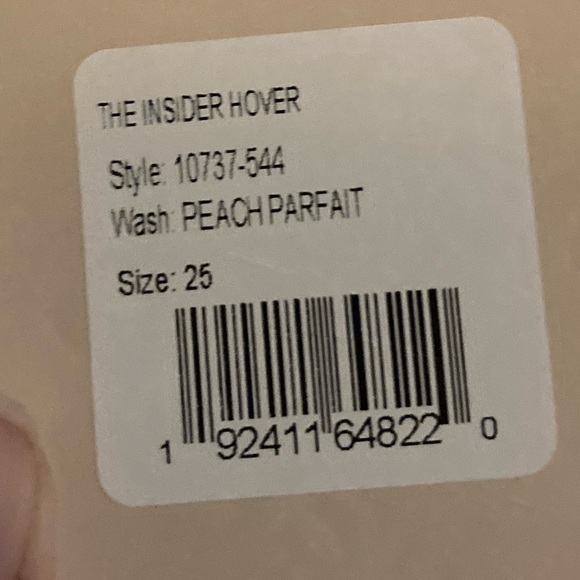 THE INSIDER HOVER
Style: 10737-544
Wash: PEACH PARFAIT
Size: 25
1 92411 64822 0